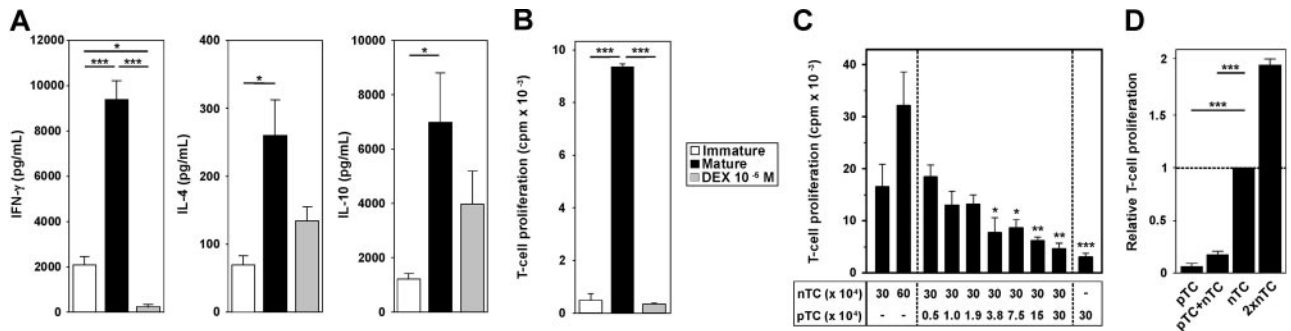 A
IFN-γ (pg/mL)
12000
10000
8000
6000
4000
2000
0
*
*** ***
IL-4 (pg/mL)
400
300
200
100
0
*
IL-10 (pg/mL)
10000
8000
6000
4000
2000
0
*
B
T-cell proliferation (cpm x 10⁻³)
10
8
6
4
2
0
*** ***
Immature
Mature
DEX 10⁻⁶ M
C
T-cell proliferation (cpm x 10⁻³)
40
30
20
10
0
* * ** ** ***
nTC (x 10⁴) 30 60 30 30 30 30 30 30 30 -
pTC (x 10⁴) - - 0.5 1.0 1.9 3.8 7.5 15 30 30
D
Relative T-cell proliferation
2
1.5
1
0.5
0
***
***
pTC
pTC+nTC
nTC
2xnTC